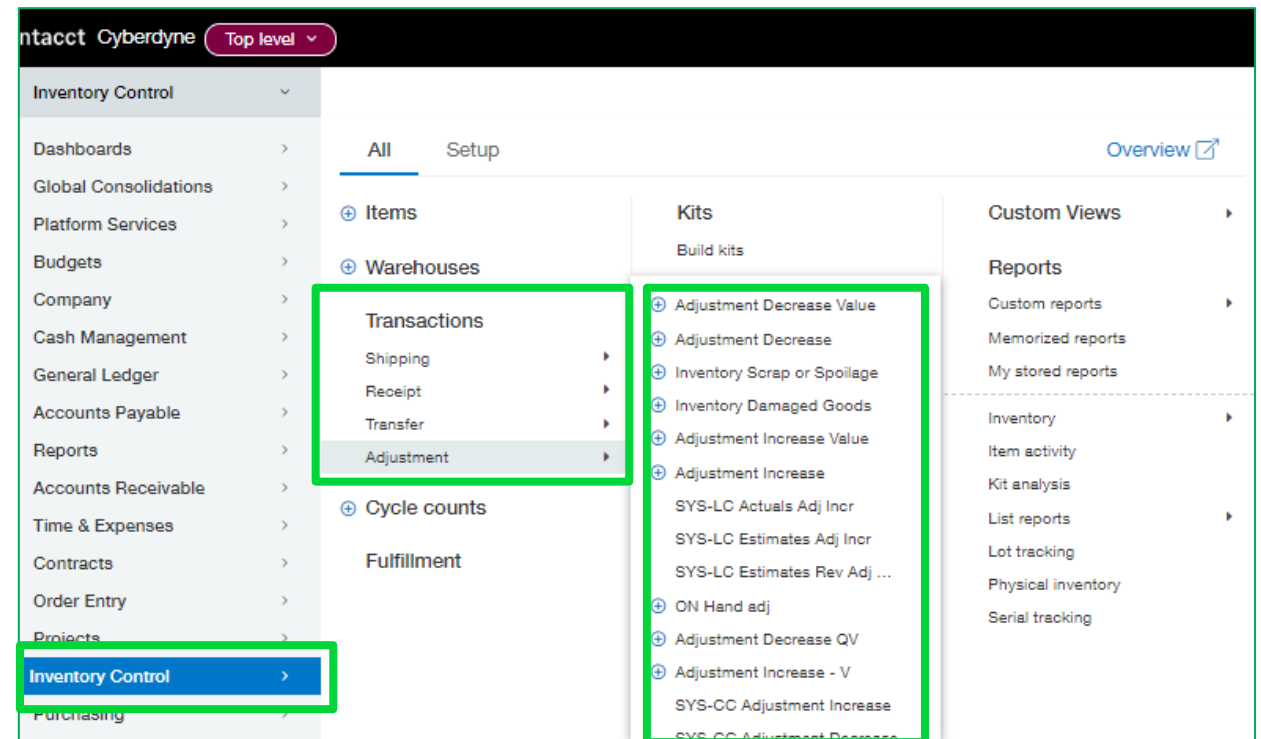 ntacct Cyberdyne Top level
Inventory Control
Dashboards
Global Consolidations
Platform Services
Budgets
Company
Cash Management
General Ledger
Accounts Payable
Reports
Accounts Receivable
Time & Expenses
Contracts
Order Entry
Projects
Inventory Control
Purchasing
All Setup Overview
Items
Warehouses
Transactions
Shipping
Receipt
Transfer
Adjustment
Cycle counts
Fulfillment
Kits
Build kits
Adjustment Decrease Value
Adjustment Decrease
Inventory Scrap or Spoilage
Inventory Damaged Goods
Adjustment Increase Value
Adjustment Increase
SYS-LC Actuals Adj Incr
SYS-LC Estimates Adj Incr
SYS-LC Estimates Rev Adj ...
ON Hand adj
Adjustment Decrease QV
Adjustment Increase - V
SYS-CC Adjustment Increase
SYS-CC Adjustment Decrease
Custom Views
Reports
Custom reports
Memorized reports
My stored reports
Inventory
Item activity
Kit analysis
List reports
Lot tracking
Physical inventory
Serial tracking